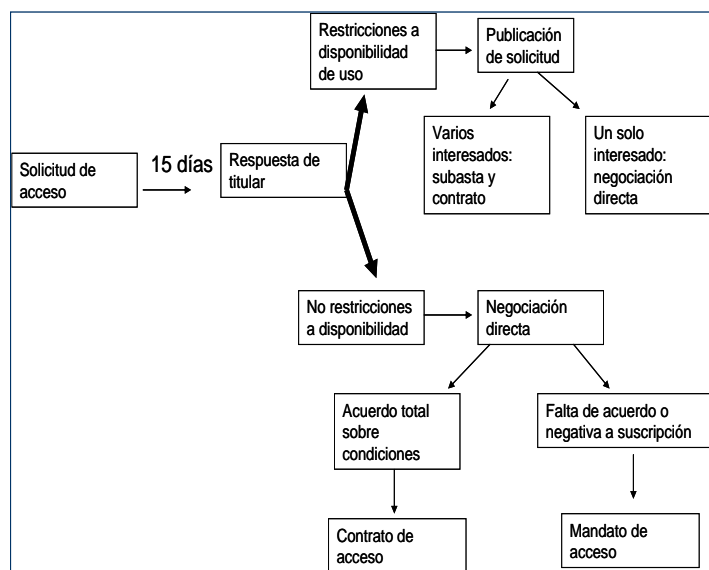 Restricciones a
disponibilidad
de uso
Publicación
de solicitud
Varios
interesados:
subasta y
contrato
Un solo
interesado:
negociación
directa
Solicitud de
acceso
15 días
Respuesta de
titular
No restricciones
a disponibilidad
Negociación
directa
Acuerdo total
sobre
condiciones
Falta de acuerdo o
negativa a suscripción
Contrato de
acceso
Mandato de
acceso